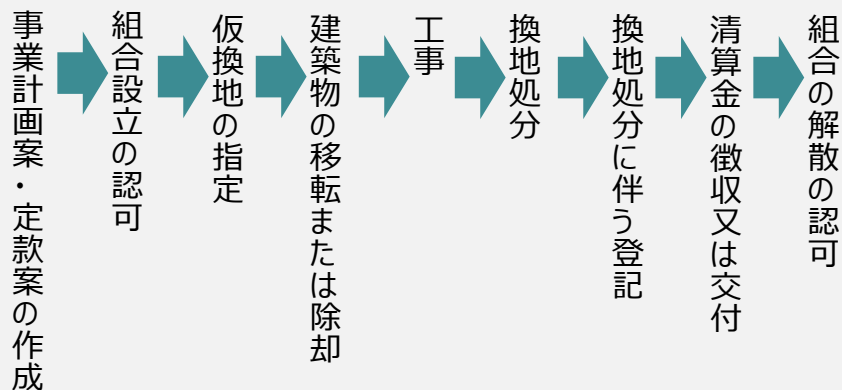 事業計画案・定款案の作成
組合設立の認可
仮換地の指定
建築物の移転または除却
工事
換地処分
換地処分に伴う登記
清算金の徴収又は交付
組合の解散の認可